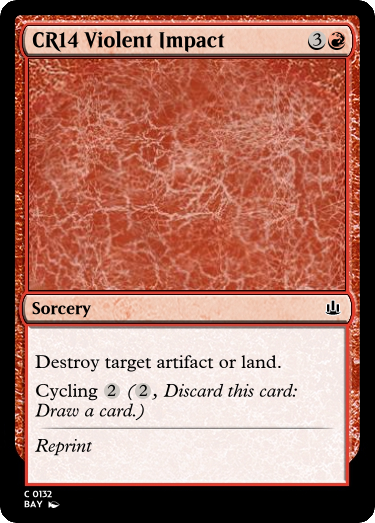 CR14 Violent Impact 3
Sorcery
Destroy target artifact or land.
Cycling 2 (2, Discard this card:
Draw a card.)
Reprint
C 0132
BAY